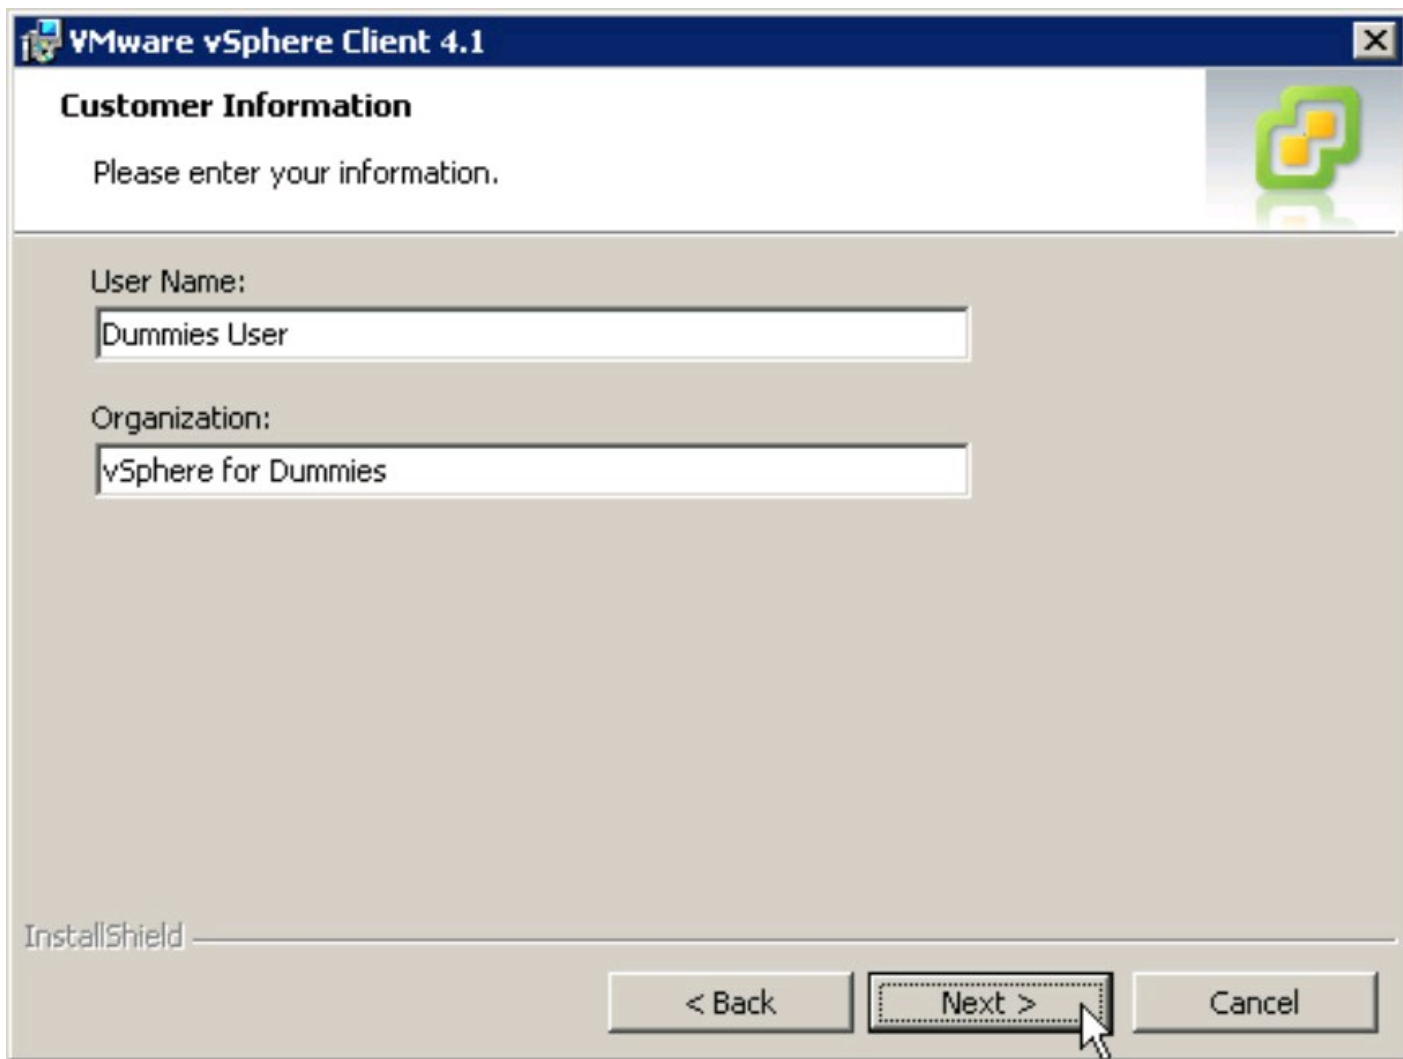 VMware vSphere Client 4.1
Customer Information
Please enter your information.
User Name:
Dummies User
Organization:
vSphere for Dummies
InstallShield
< Back
Next >
Cancel